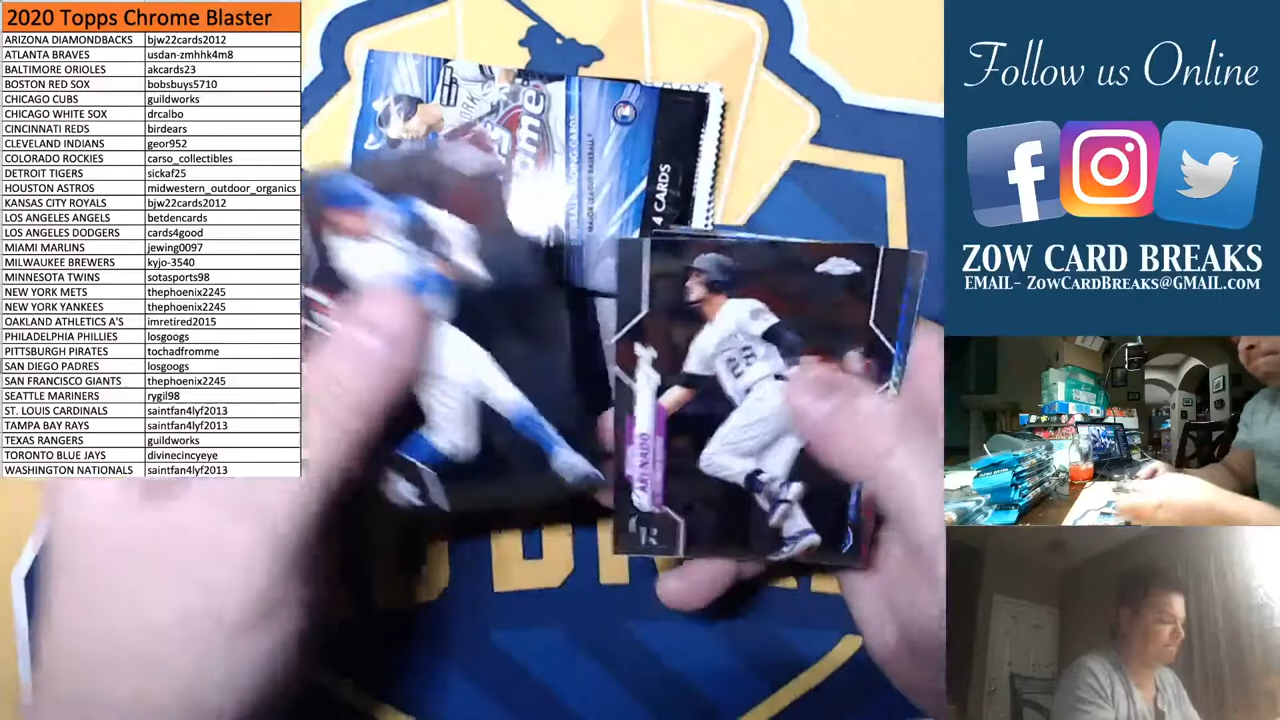 2020 Topps Chrome Blaster
ARIZONA DIAMONDBACKS bjw22cards2012
ATLANTA BRAVES usdan-zmhhk4m8
BALTIMORE ORIOLES akcards23
BOSTON RED SOX bobsbuys5710
CHICAGO CUBS guildworks
CHICAGO WHITE SOX drcalbo
CINCINNATI REDS birdears
CLEVELAND INDIANS geor952
COLORADO ROCKIES carso_collectibles
DETROIT TIGERS sickaf25
HOUSTON ASTROS midwestern_outdoor_organics
KANSAS CITY ROYALS bjw22cards2012
LOS ANGELES ANGELS betdencards
LOS ANGELES DODGERS cards4good
MIAMI MARLINS jewing0097
MILWAUKEE BREWERS kyjo-3540
MINNESOTA TWINS sotasports98
NEW YORK METS thephoenix2245
NEW YORK YANKEES thephoenix2245
OAKLAND ATHLETICS A'S imretired2015
PHILADELPHIA PHILLIES losgoogs
PITTSBURGH PIRATES tochadfromme
SAN DIEGO PADRES losgoogs
SAN FRANCISCO GIANTS thephoenix2245
SEATTLE MARINERS rygil98
ST. LOUIS CARDINALS saintfan4lyf2013
TAMPA BAY RAYS saintfan4lyf2013
TEXAS RANGERS guildworks
TORONTO BLUE JAYS divinecincyeye
WASHINGTON NATIONALS saintfan4lyf2013
4 CARDS
ARENADO
28
Follow us Online
ZOW CARD BREAKS
EMAIL- ZOWCARDBREAKS@GMAIL.COM